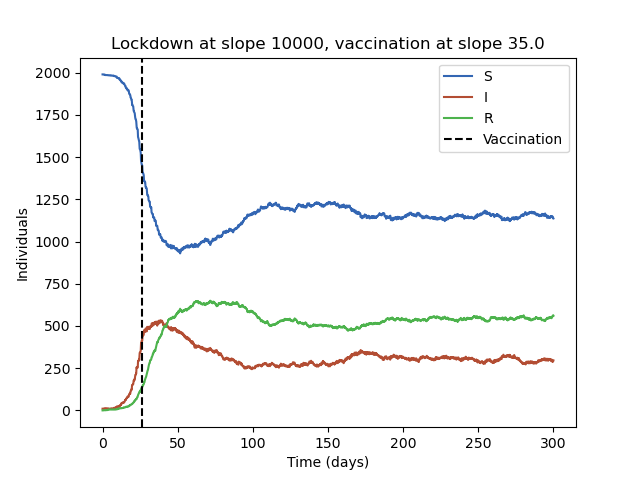 Lockdown at slope 10000, vaccination at slope 35.0
S
I
R
Vaccination
Individuals
2000
1750
1500
1250
1000
750
500
250
0
0 50 100 150 200 250 300
Time (days)